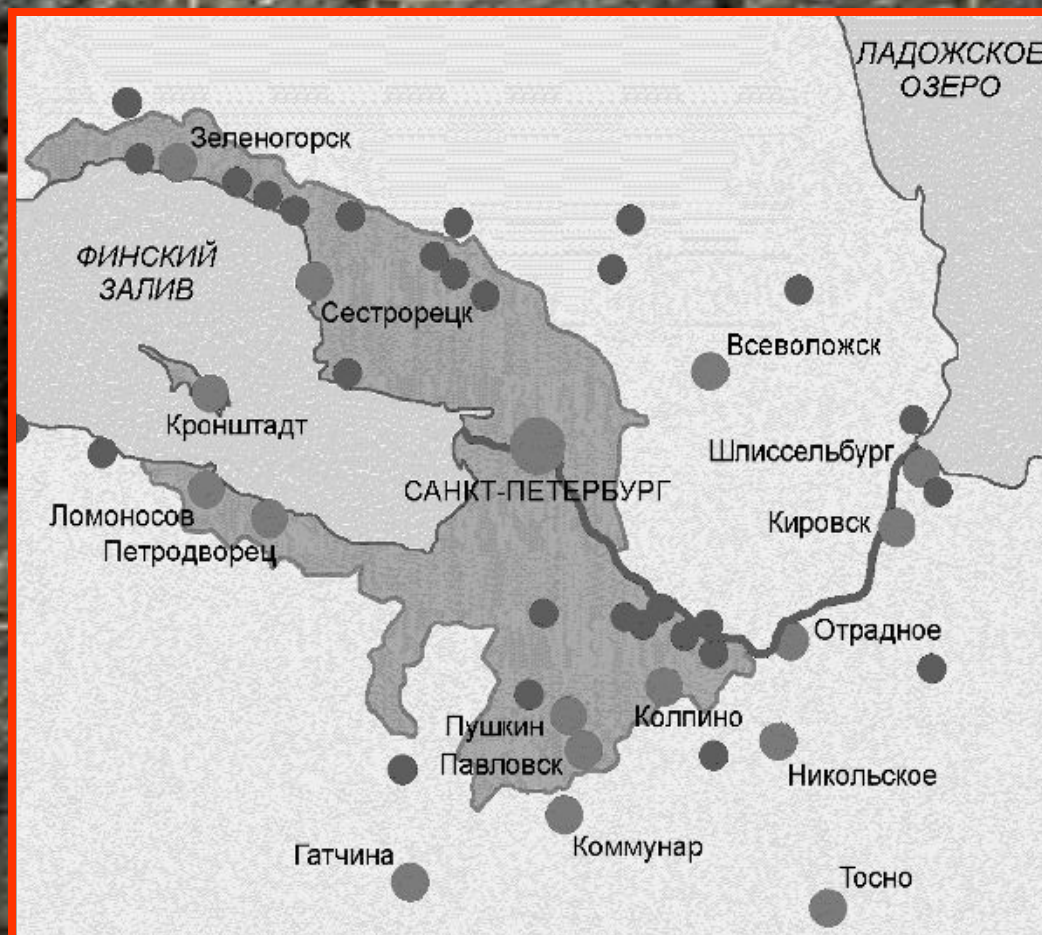 ЛАДОЖСКОЕ
ОЗЕРО
Зеленогорск
ФИНСКИЙ
ЗАЛИВ
Сестрорецк
Всеволожск
Кронштадт
Шлиссельбург
САНКТ-ПЕТЕРБУРГ
Ломоносов
Кировск
Петродворец
Отрадное
Пушкин
Колпино
Павловск
Никольское
Коммунар
Гатчина
Тосно